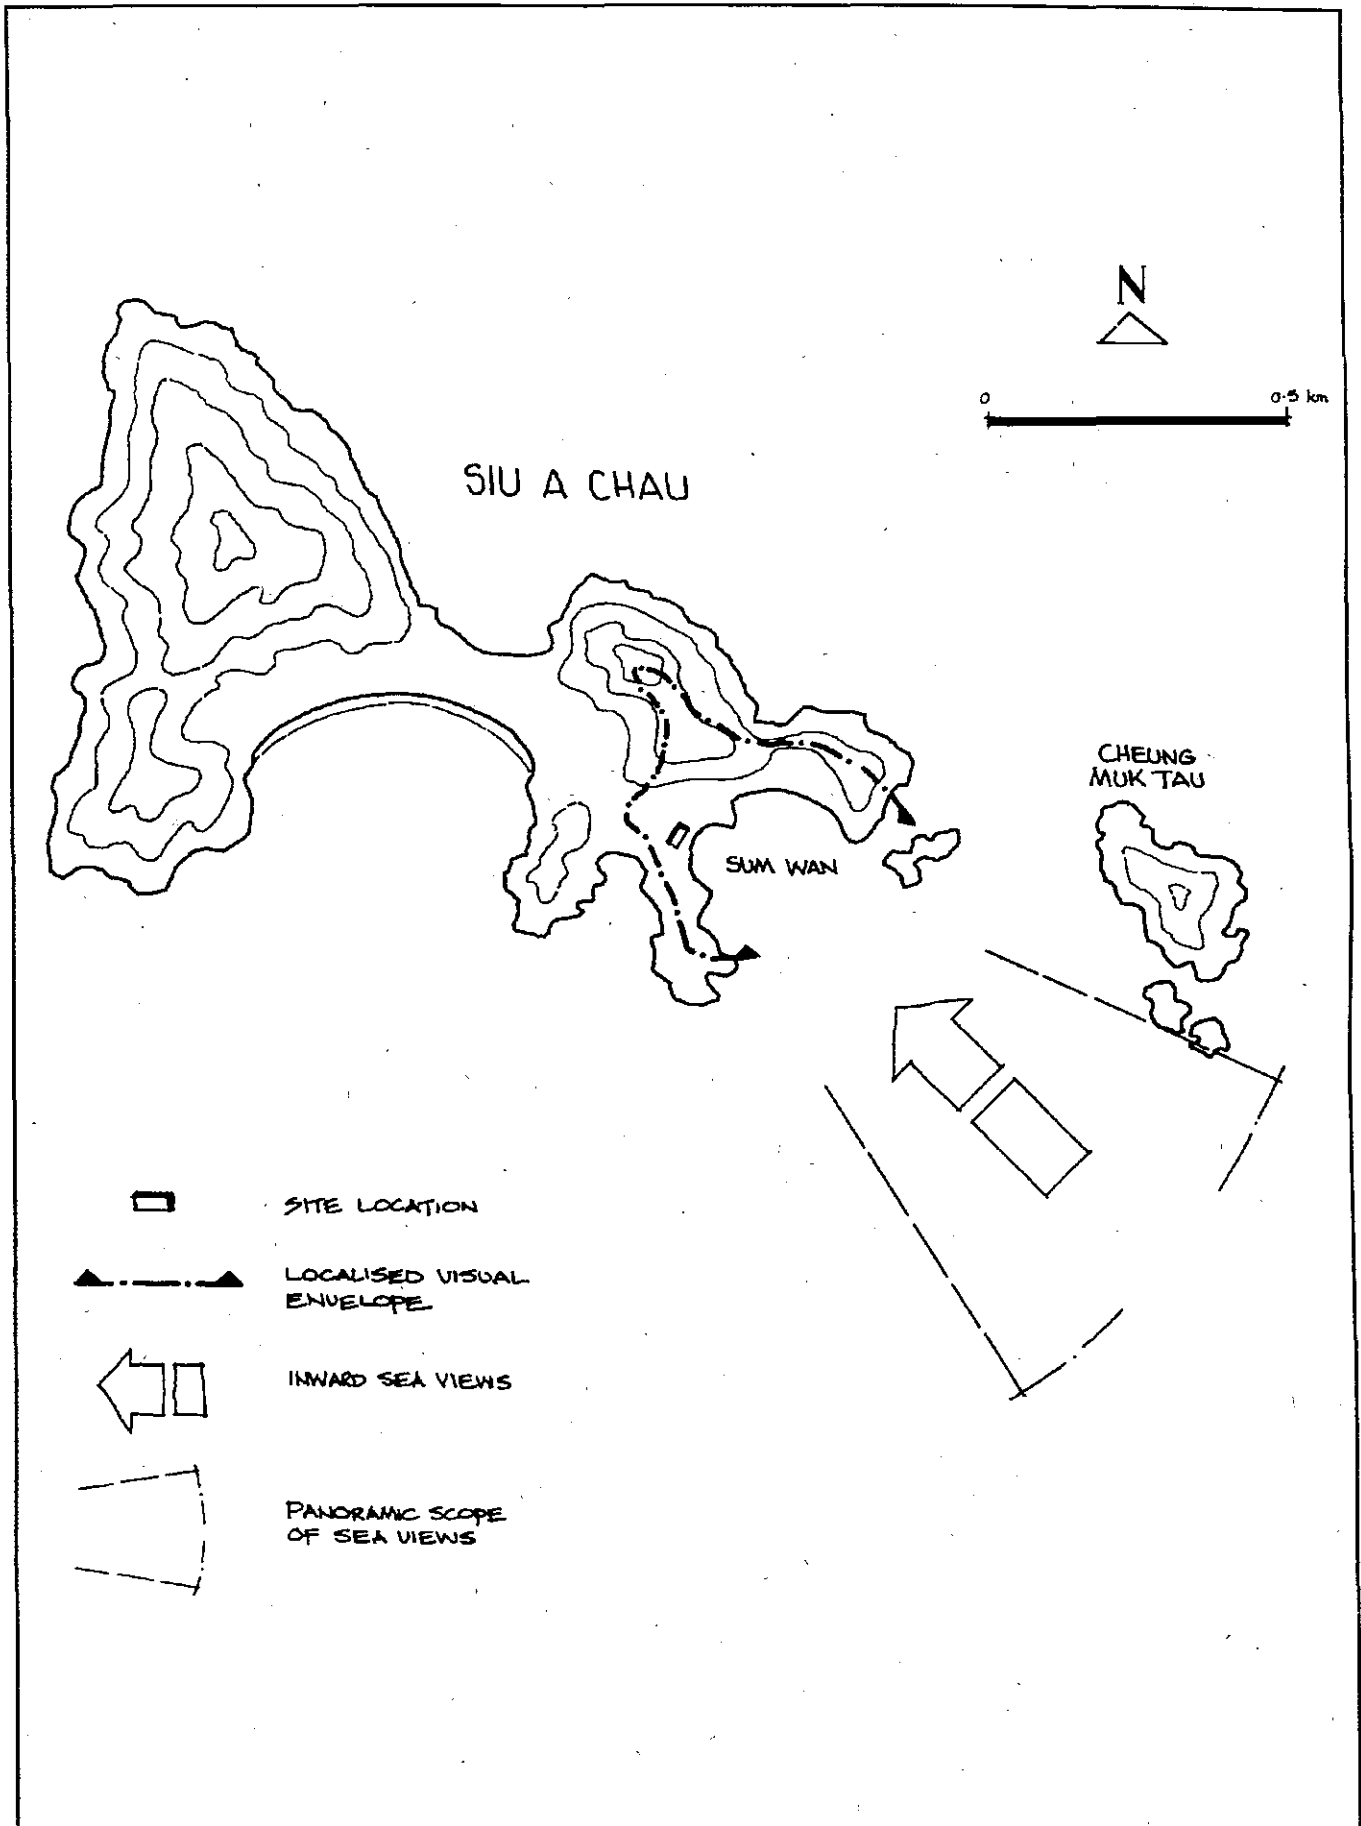 N
0 0.5 km
SIU A CHAU
CHEUNG
MUK TAU
SUM WAN
SITE LOCATION
LOCALISED VISUAL
ENVELOPE
INWARD SEA VIEWS
PANORAMIC SCOPE
OF SEA VIEWS